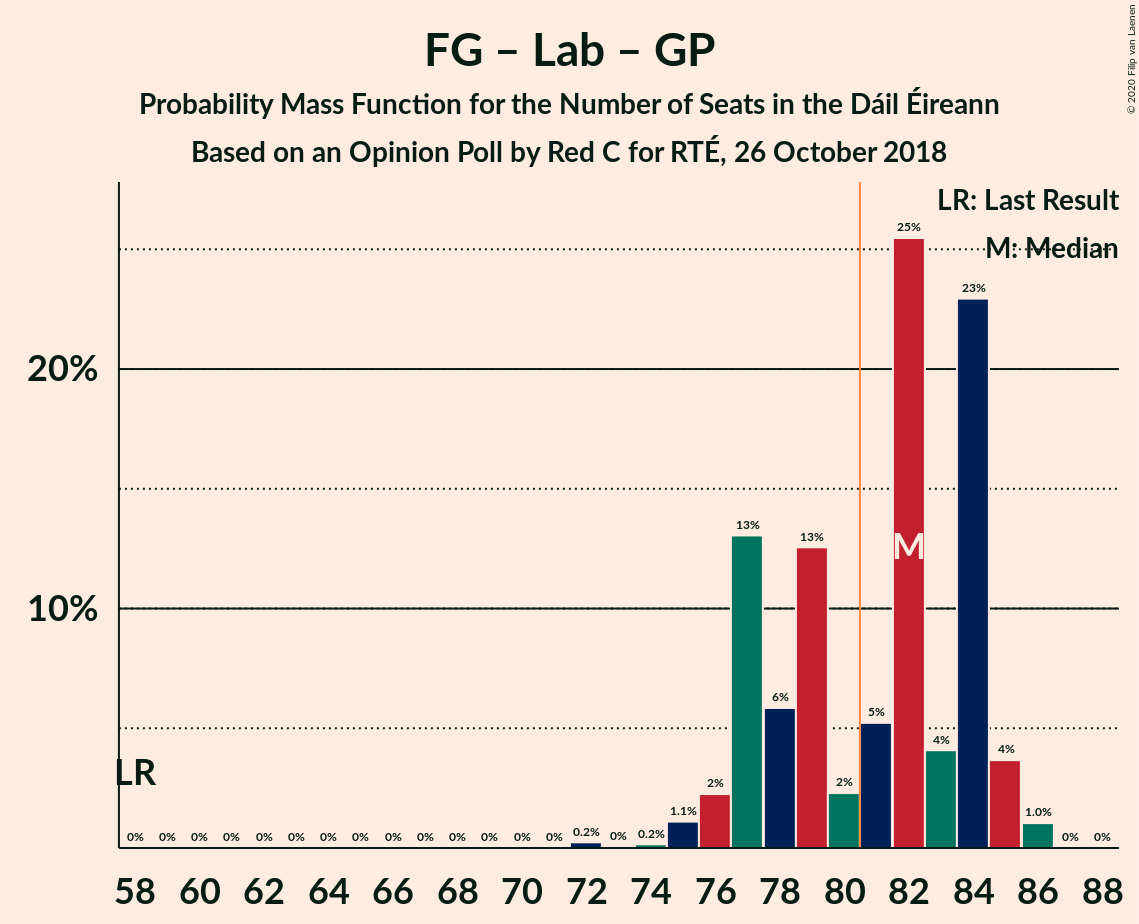 FG – Lab – GP
Probability Mass Function for the Number of Seats in the Dáil Éireann
Based on an Opinion Poll by Red C for RTÉ, 26 October 2018
© 2020 Filip van Laenen
LR: Last Result
M: Median
20%
10%
LR
M
0% 0% 0% 0% 0% 0% 0% 0% 0% 0% 0% 0% 0% 0% 0.2% 0% 0.2% 1.1% 2% 13% 6% 13% 2% 5% 25% 4% 23% 4% 1.0% 0% 0%
58 60 62 64 66 68 70 72 74 76 78 80 82 84 86 88